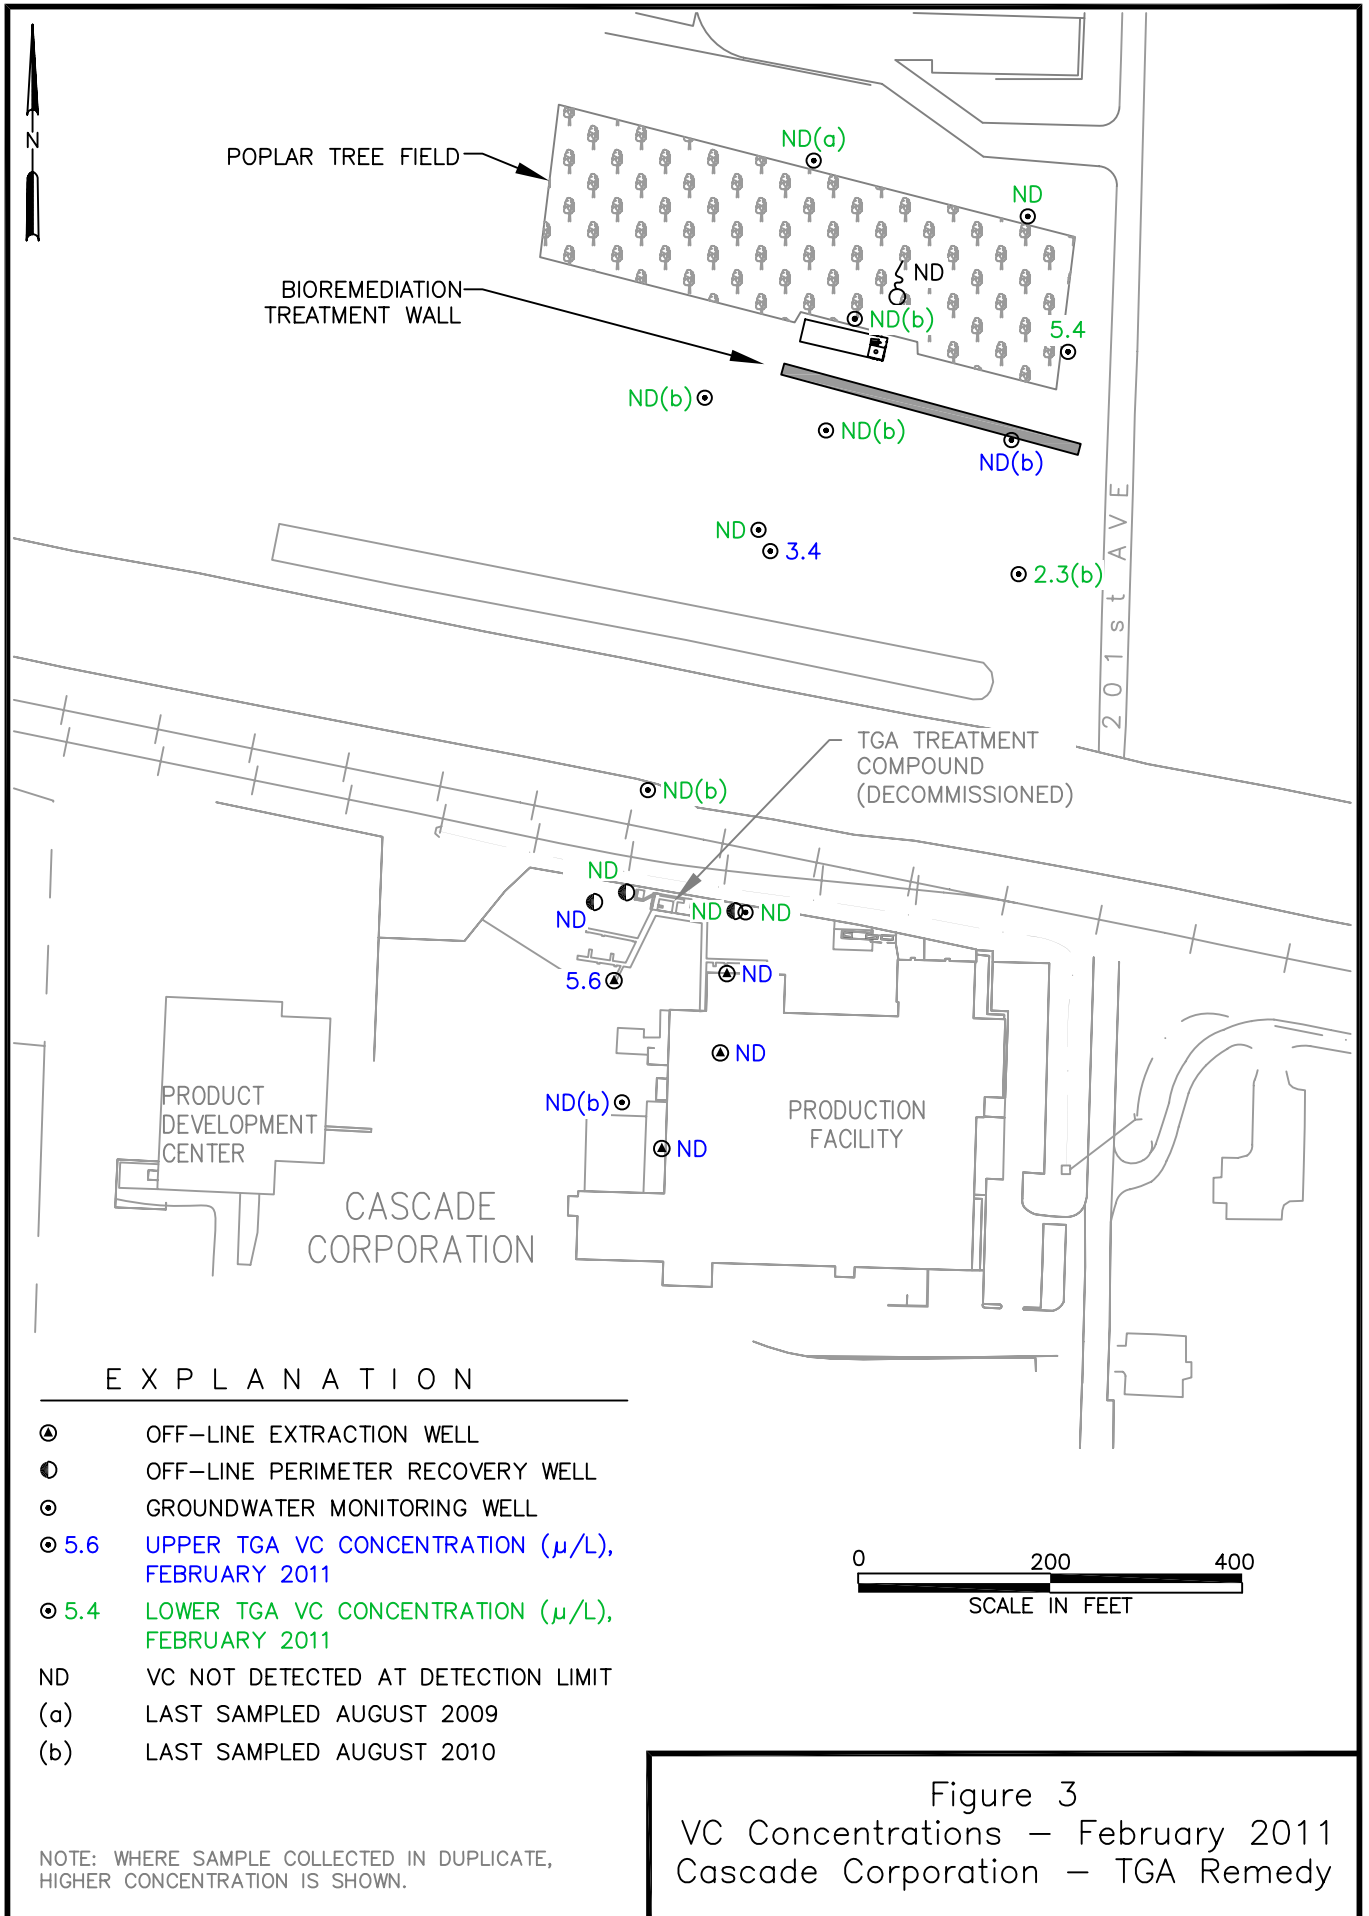 N
POPLAR TREE FIELD
ND(a)
ND
ND
BIOREMEDIATION
TREATMENT WALL
ND(b)
5.4
ND(b)
ND(b)
ND(b)
ND
3.4
2.3(b)
201st AVE
TGA TREATMENT
COMPOUND
(DECOMMISSIONED)
ND(b)
ND
ND
ND
ND
5.6
ND
ND
ND(b)
ND
PRODUCT
DEVELOPMENT
CENTER
PRODUCTION
FACILITY
CASCADE
CORPORATION
EXPLANATION
OFF-LINE EXTRACTION WELL
OFF-LINE PERIMETER RECOVERY WELL
GROUNDWATER MONITORING WELL
5.6 UPPER TGA VC CONCENTRATION (µ/L),
FEBRUARY 2011
5.4 LOWER TGA VC CONCENTRATION (µ/L),
FEBRUARY 2011
ND VC NOT DETECTED AT DETECTION LIMIT
(a) LAST SAMPLED AUGUST 2009
(b) LAST SAMPLED AUGUST 2010
0 200 400
SCALE IN FEET
NOTE: WHERE SAMPLE COLLECTED IN DUPLICATE,
HIGHER CONCENTRATION IS SHOWN.
Figure 3
VC Concentrations – February 2011
Cascade Corporation – TGA Remedy